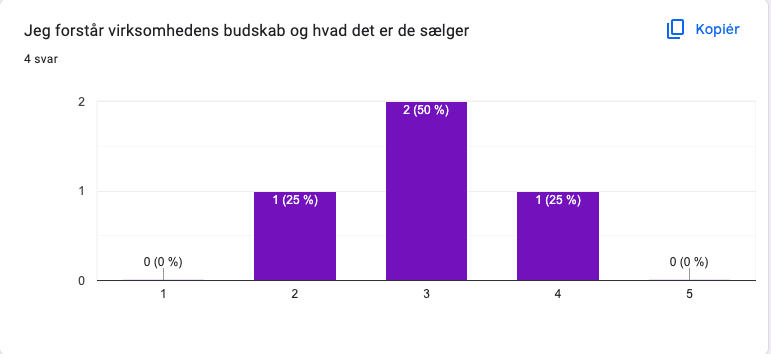 Jeg forstår virksomhedens budskab og hvad det er de sælger
Kopiér
4 svar
2
1
0
0 (0 %)
1 (25 %)
2 (50 %)
1 (25 %)
0 (0 %)
1
2
3
4
5